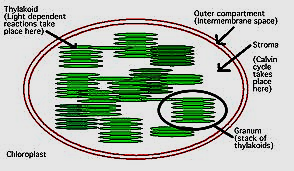 Thylakoid
(Light dependent
reactions take
place here)
Outer compartment
(intermembrane space)
Stroma
(Calvin
cycle
takes
place
here)
Granum
(stack of
thylakoids)
Chloroplast